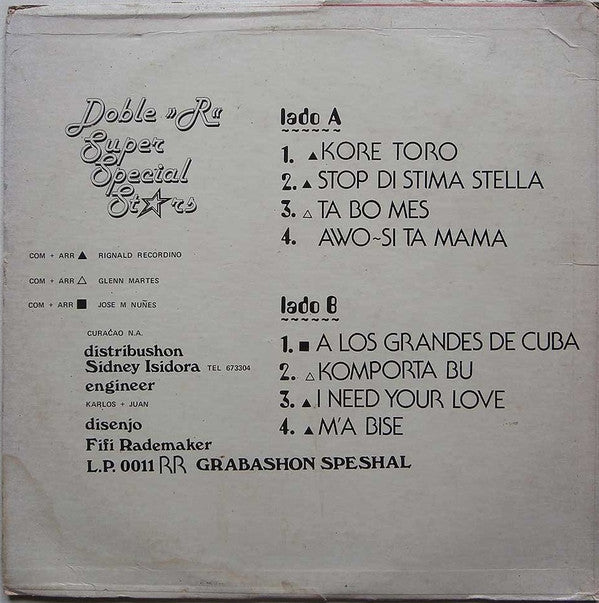 Doble »R«
Super
Special
St☆rs
COM + ARR ▲ RIGNALD RECORDINO
COM + ARR △ GLENN MARTES
COM + ARR ■ JOSE M NUÑES
CURAÇAO N.A.
distribushon
Sidney Isidora TEL 673304
engineer
KARLOS + JUAN
disenjo
Fifi Rademaker
L.P. 0011 RR GRABASHON SPESHAL
lado A
1. ▲ KORE TORO
2. ▲ STOP DI STIMA STELLA
3. △ TA BO MES
4. AWO~SI TA MAMA
lado B
1. ■ A LOS GRANDES DE CUBA
2. △ KOMPORTA BU
3. ▲ I NEED YOUR LOVE
4. ▲ M'A BISE